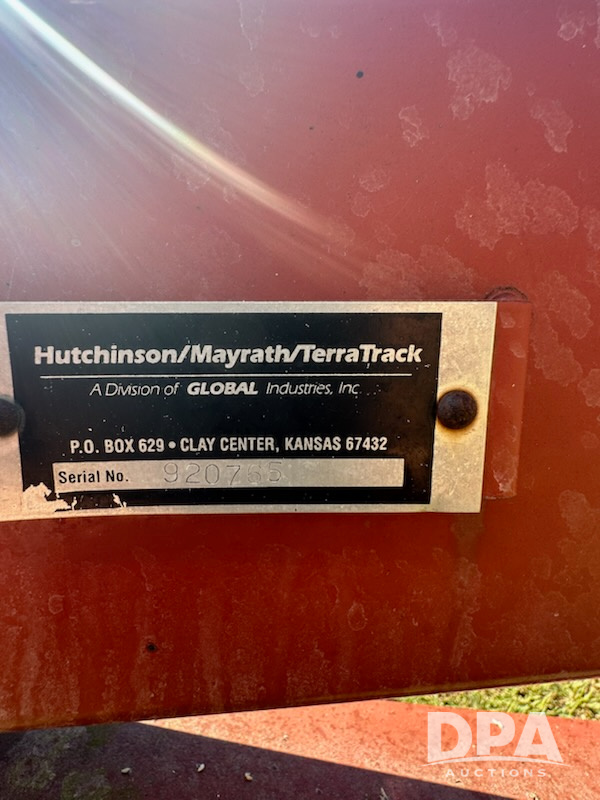 Hutchinson/Mayrath/TerraTrack
A Division of GLOBAL Industries, Inc.
P.O. BOX 629 • CLAY CENTER, KANSAS 67432
Serial No. 920765
DPA
AUCTIONS